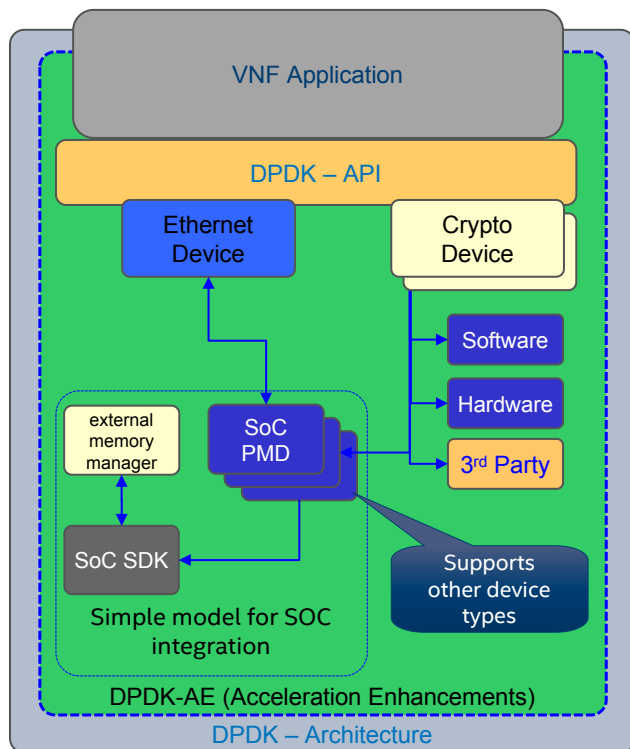 VNF Application
DPDK – API
Ethernet
Device
Crypto
Device
Software
Hardware
3rd Party
external
memory
manager
SoC
PMD
SoC SDK
Supports
other device
types
Simple model for SOC
integration
DPDK-AE (Acceleration Enhancements)
DPDK – Architecture